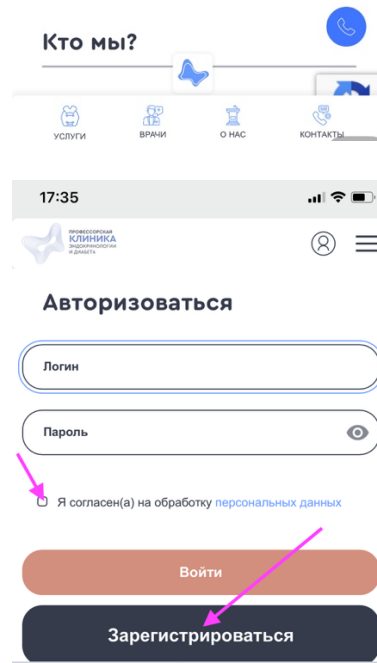 Кто мы?
УСЛУГИ ВРАЧИ О НАС КОНТАКТЫ
17:35
ПРОФЕССОРСКАЯ
КЛИНИКА
ЭНДОКРИНОЛОГИИ
И ДИАБЕТА
Авторизоваться
Логин
Пароль
Я согласен(а) на обработку персональных данных
Войти
Зарегистрироваться